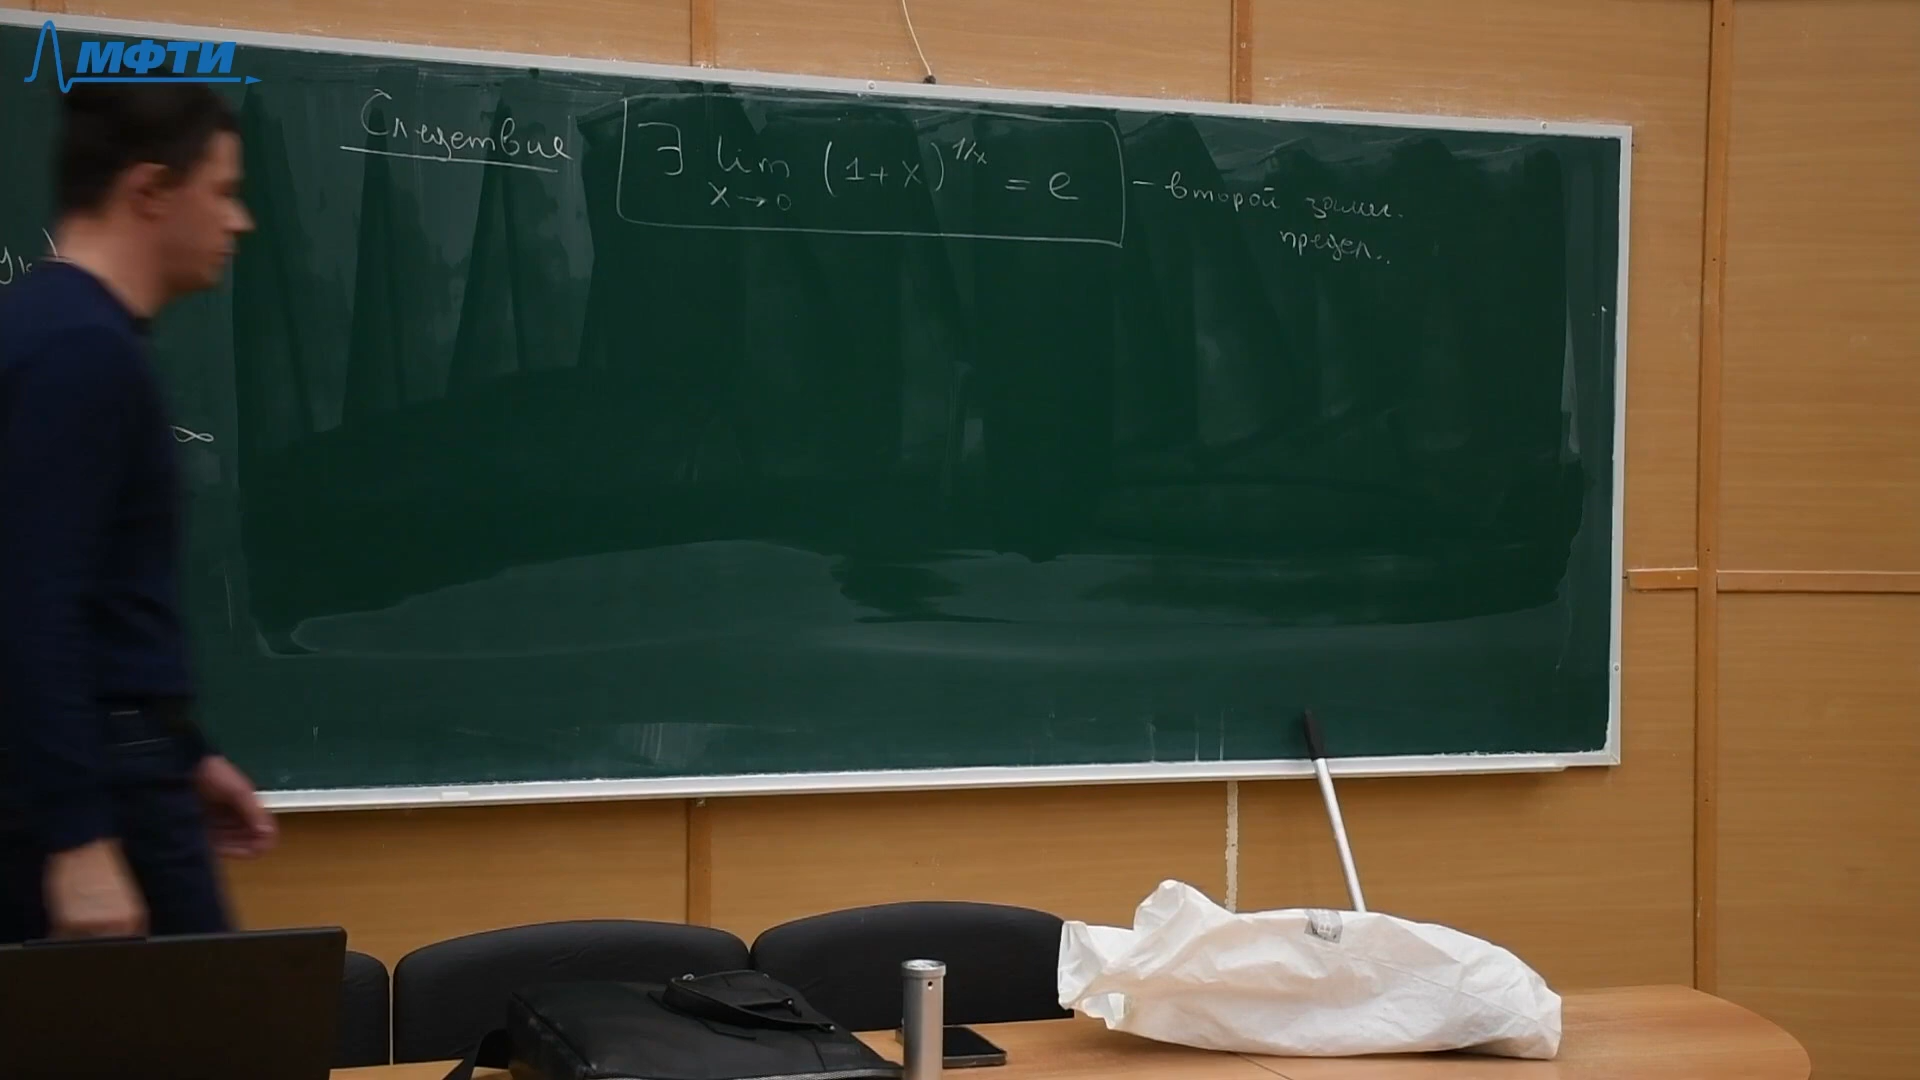 МФТИ
Следствие
∃ lim (1+x)^{1/x} = e
x→0
– второй замеч.
предел..
∞